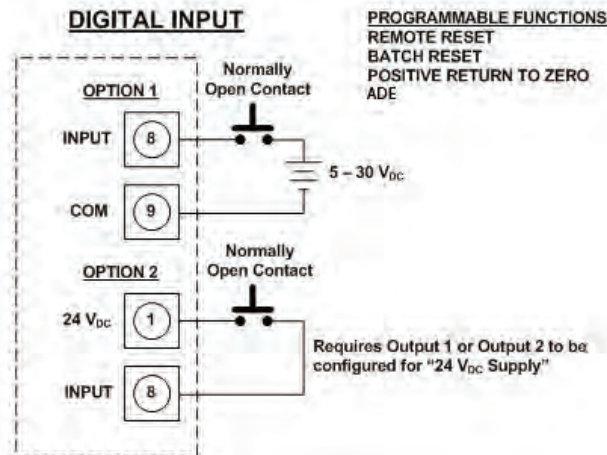 DIGITAL INPUT
PROGRAMMABLE FUNCTIONS
REMOTE RESET
BATCH RESET
POSITIVE RETURN TO ZERO
ADE
Normally
Open Contact
OPTION 1
INPUT
8
5 – 30 VDC
COM
9
OPTION 2
Normally
Open Contact
24 VDC
1
Requires Output 1 or Output 2 to be
configured for "24 VDC Supply"
INPUT
8